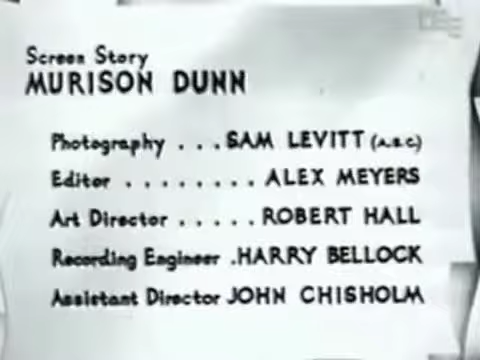 Screen Story
MURISON DUNN
Photography . . . SAM LEVITT (A.S.C.)
Editor . . . . . . . . ALEX MEYERS
Art Director . . . . . ROBERT HALL
Recording Engineer . HARRY BELLOCK
Assistant Director JOHN CHISHOLM